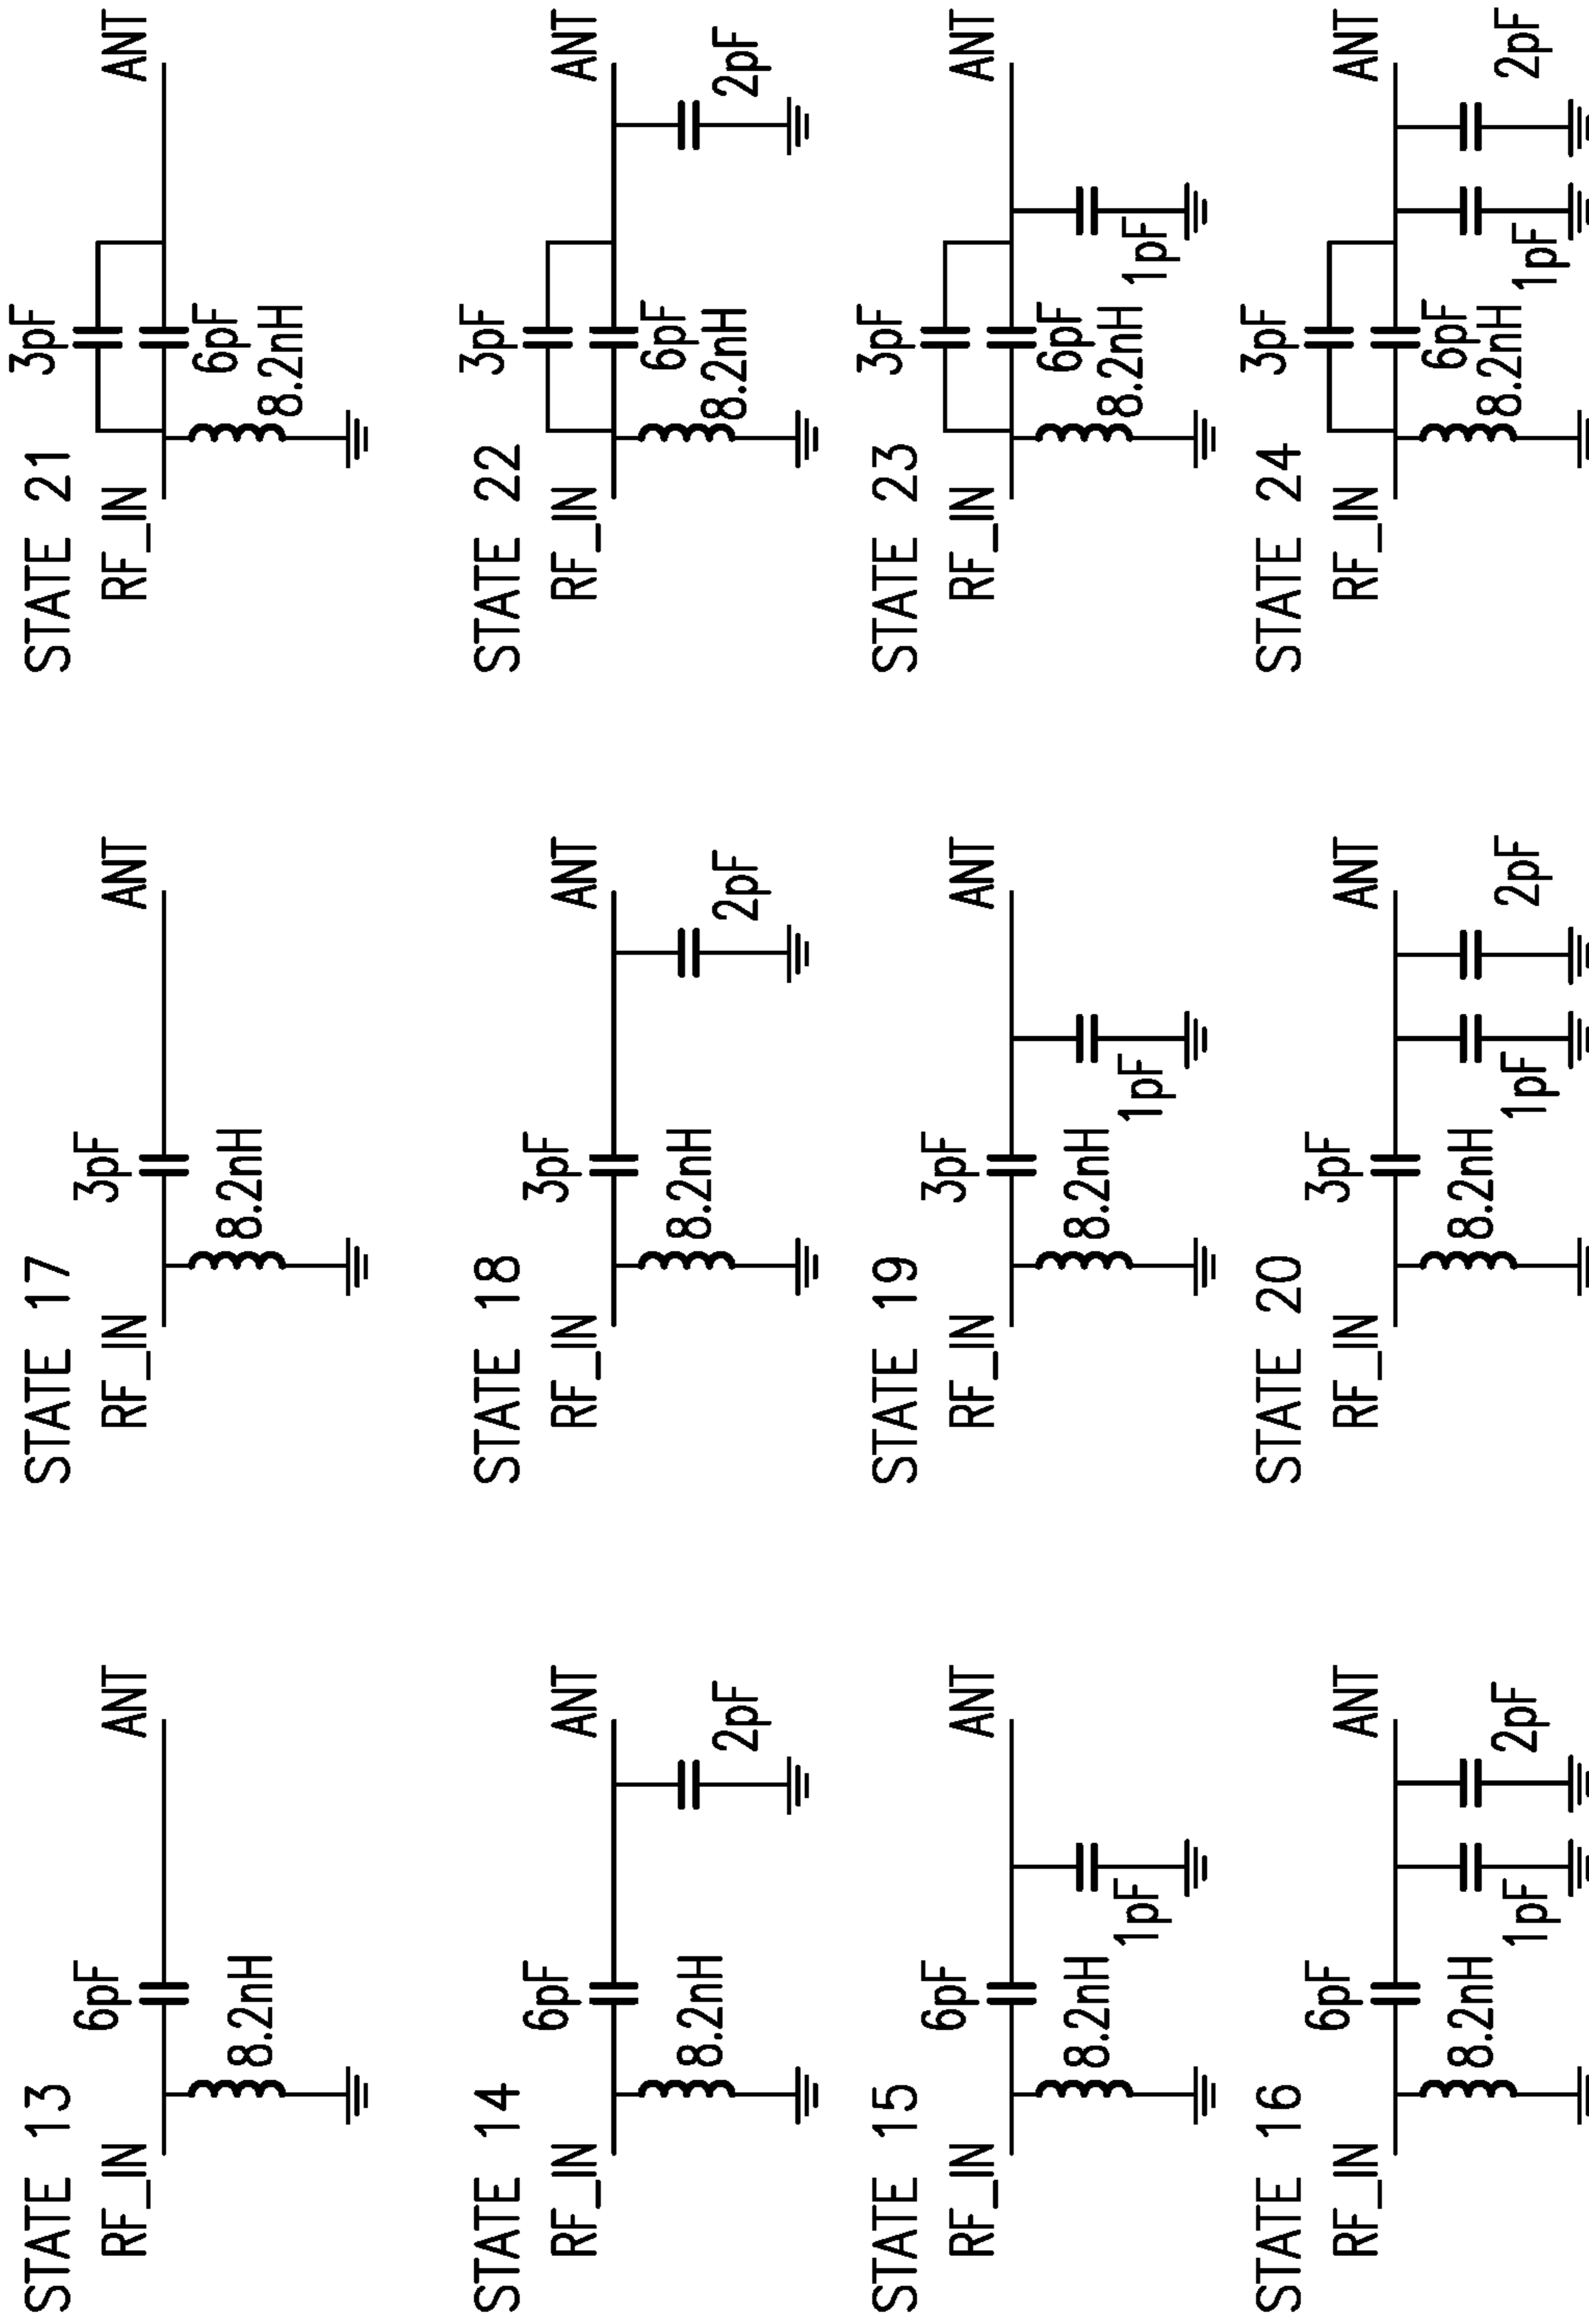 STATE 13
RF_IN
6pF
ANT
8.2nH
STATE 14
RF_IN
6pF
ANT
8.2nH
2pF
STATE 15
RF_IN
6pF
ANT
8.2nH
1pF
STATE 16
RF_IN
6pF
ANT
8.2nH
1pF
2pF
STATE 17
RF_IN
3pF
ANT
8.2nH
STATE 18
RF_IN
3pF
ANT
8.2nH
2pF
STATE 19
RF_IN
3pF
ANT
8.2nH
1pF
STATE 20
RF_IN
3pF
ANT
8.2nH
1pF
2pF
STATE 21
RF_IN
3pF
ANT
6pF
8.2nH
STATE 22
RF_IN
3pF
ANT
6pF
8.2nH
2pF
STATE 23
RF_IN
3pF
ANT
6pF
8.2nH
1pF
STATE 24
RF_IN
3pF
ANT
6pF
8.2nH
1pF
2pF